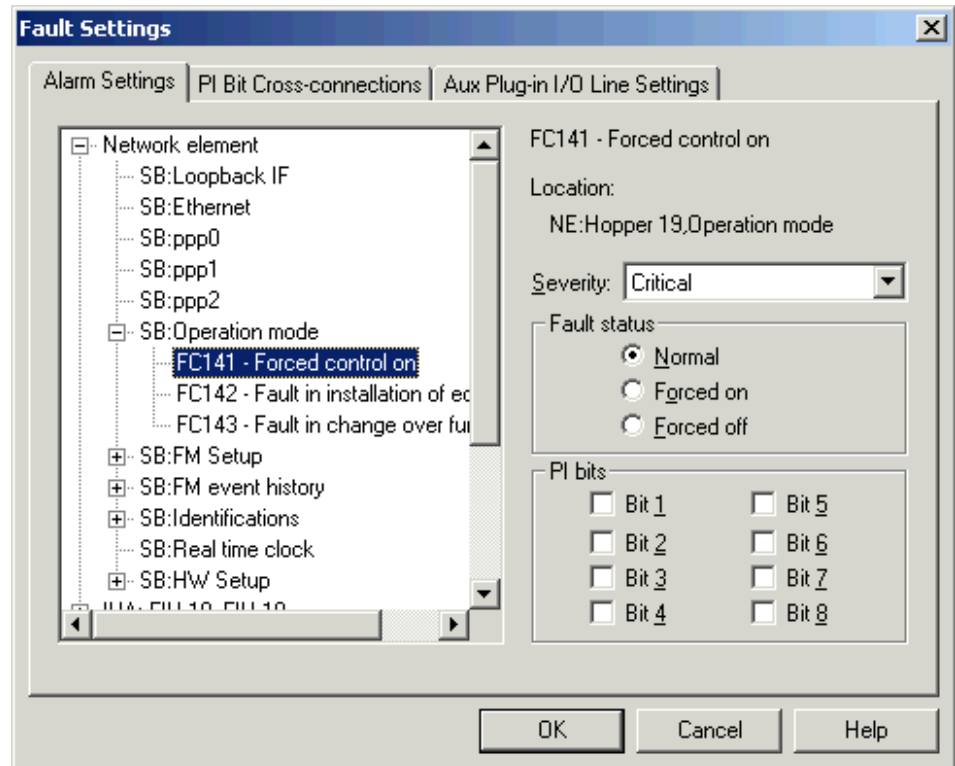 Fault Settings
Alarm Settings
PI Bit Cross-connections
Aux Plug-in I/O Line Settings
Network element
SB:Loopback IF
SB:Ethernet
SB:ppp0
SB:ppp1
SB:ppp2
SB:Operation mode
FC141 - Forced control on
FC142 - Fault in installation of
FC143 - Fault in change over
SB:FM Setup
SB:FM event history
SB:Identifications
SB:Real time clock
SB:HW Setup
FC141 - Forced control on
Location:
NE:Hopper 19,Operation mode
Severity: Critical
Fault status
Normal
Forced on
Forced off
PI bits
Bit 1 Bit 5
Bit 2 Bit 6
Bit 3 Bit 7
Bit 4 Bit 8
OK Cancel Help